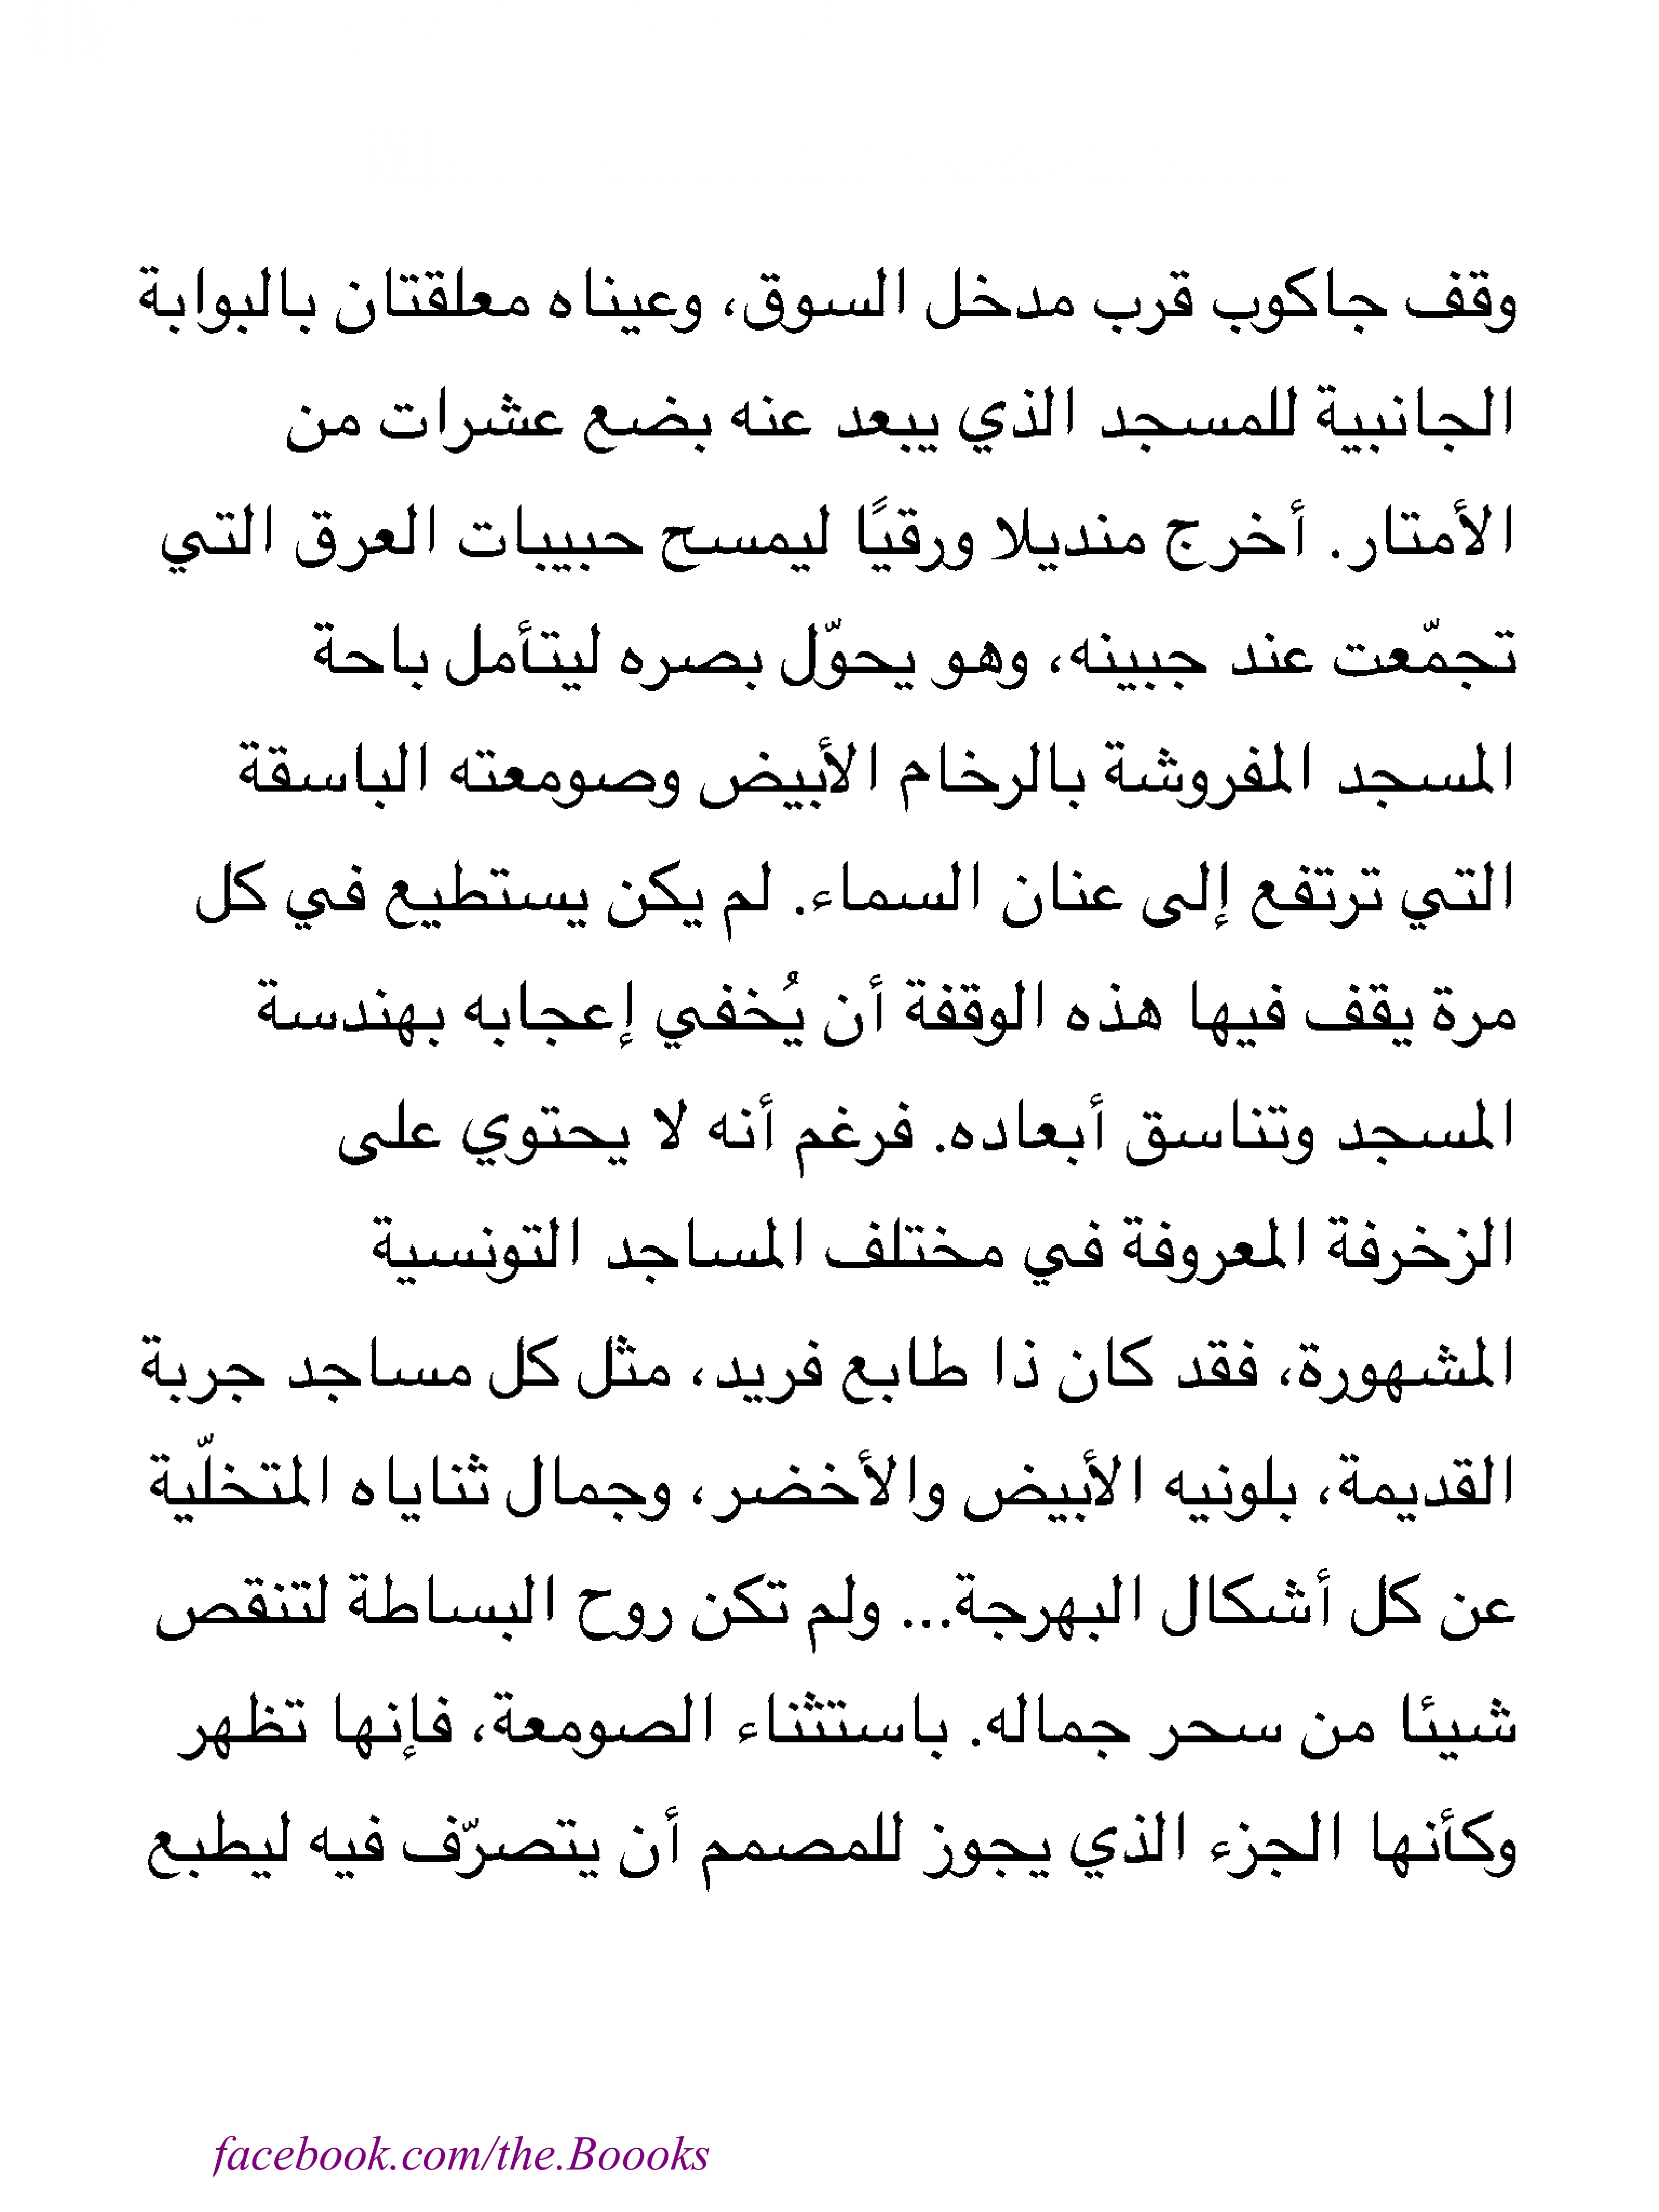 وقف جاكوب قرب مدخل السوق، وعيناه معلقتان بالبوابة
الجانبية للمسجد الذي يبعد عنه بضع عشرات من
الأمتار. أخرج منديلا ورقيًا ليمسح حبيبات العرق التي
تجمّعت عند جبينه، وهو يحوّل بصره ليتأمل باحة
المسجد المفروشة بالرخام الأبيض وصومعته الباسقة
التي ترتفع إلى عنان السماء. لم يكن يستطيع في كل
مرة يقف فيها هذه الوقفة أن يُخفي إعجابه بهندسة
المسجد وتناسق أبعاده. فرغم أنه لا يحتوي على
الزخرفة المعروفة في مختلف المساجد التونسية
المشهورة، فقد كان ذا طابع فريد، مثل كل مساجد جربة
القديمة، بلونيه الأبيض والأخضر، وجمال ثناياه المتخلّية
عن كل أشكال البهرجة... ولم تكن روح البساطة لتنقص
شيئا من سحر جماله. باستثناء الصومعة، فإنها تظهر
وكأنها الجزء الذي يجوز للمصمم أن يتصرّف فيه ليطبع
facebook.com/the.Boooks